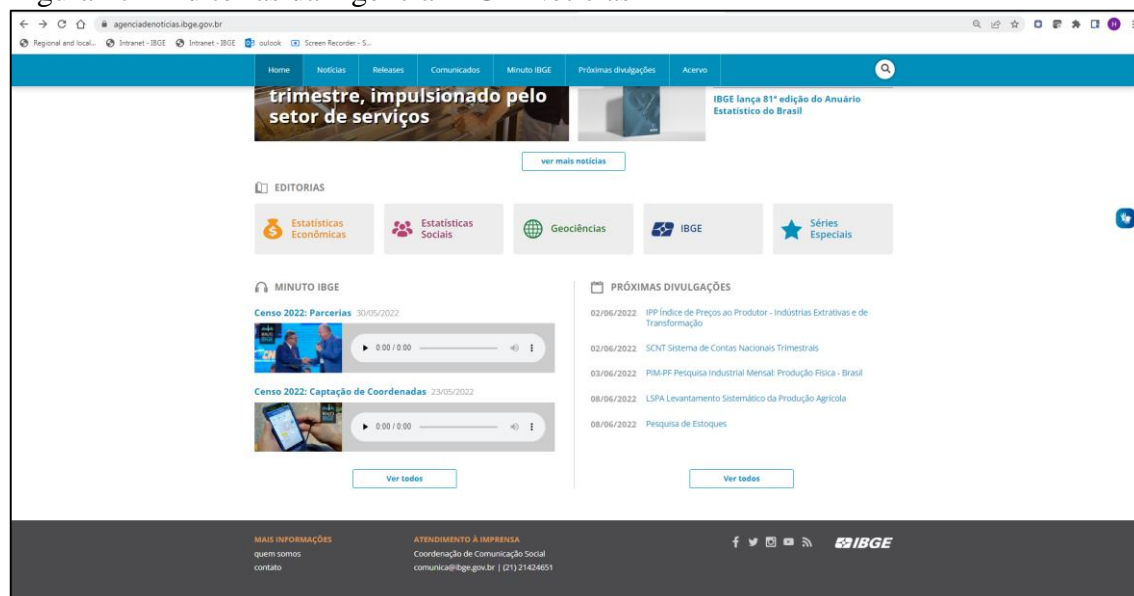 agenciadenoticias.ibge.gov.br
Regional and local... Intranet - IBGE Intranet - IBGE oulook Screen Recorder - S...
Home Notícias Releases Comunicados Minuto IBGE Próximas divulgações Acervo
trimestre, impulsionado pelo
setor de serviços
IBGE lança 81ª edição do Anuário
Estatístico do Brasil
ver mais notícias
EDITORIAS
Estatísticas
Econômicas
Estatísticas
Sociais
Geociências
IBGE
Séries
Especiais
MINUTO IBGE
Censo 2022: Parcerias 30/05/2022
0:00 / 0:00
Censo 2022: Captação de Coordenadas 23/05/2022
0:00 / 0:00
Ver todos
PRÓXIMAS DIVULGAÇÕES
02/06/2022 IPP Índice de Preços ao Produtor - Indústrias Extrativas e de
Transformação
02/06/2022 SCNT Sistema de Contas Nacionais Trimestrais
03/06/2022 PIM-PF Pesquisa Industrial Mensal: Produção Física - Brasil
08/06/2022 LSPA Levantamento Sistemático da Produção Agrícola
08/06/2022 Pesquisa de Estoques
Ver todos
MAIS INFORMAÇÕES
quem somos
contato
ATENDIMENTO À IMPRENSA
Coordenação de Comunicação Social
comunica@ibge.gov.br | (21) 21424651
IBGE